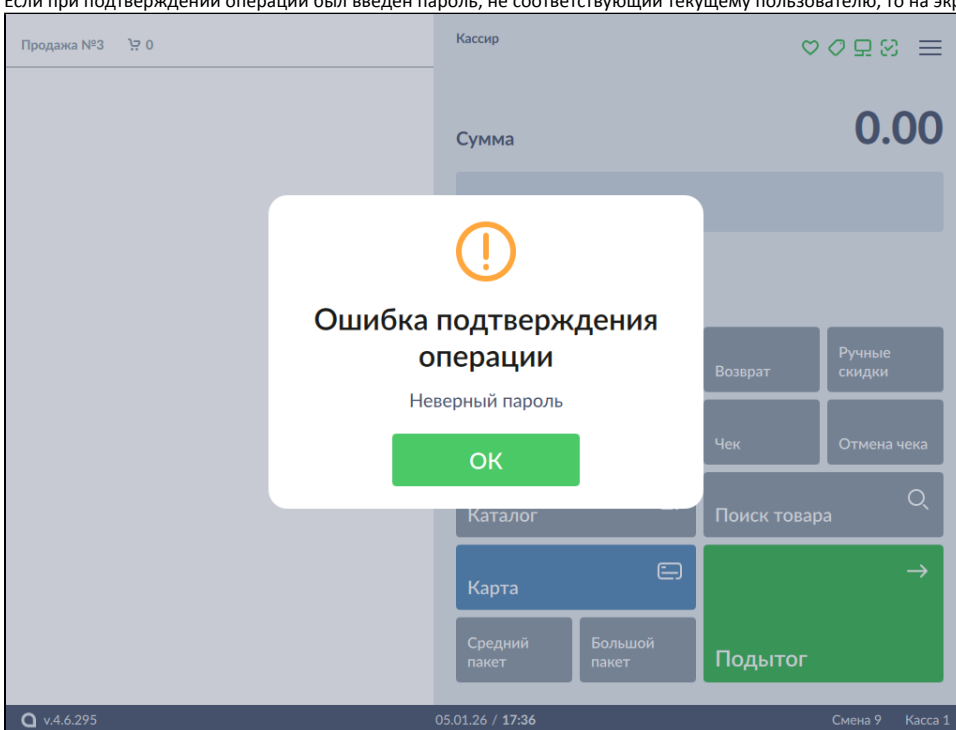 Если при подтверждении операции был введен пароль, не соответствующий текущему пользователю, то на
Продажа №3 0
Кассир
Сумма
0.00
Ошибка подтверждения
операции
Неверный пароль
ОК
Возврат
Ручные
скидки
Чек
Отмена чека
Каталог
Поиск товара
Карта
Средний
пакет
Большой
пакет
Подытог
v.4.6.295
05.01.26 / 17:36
Смена 9 Касса 1